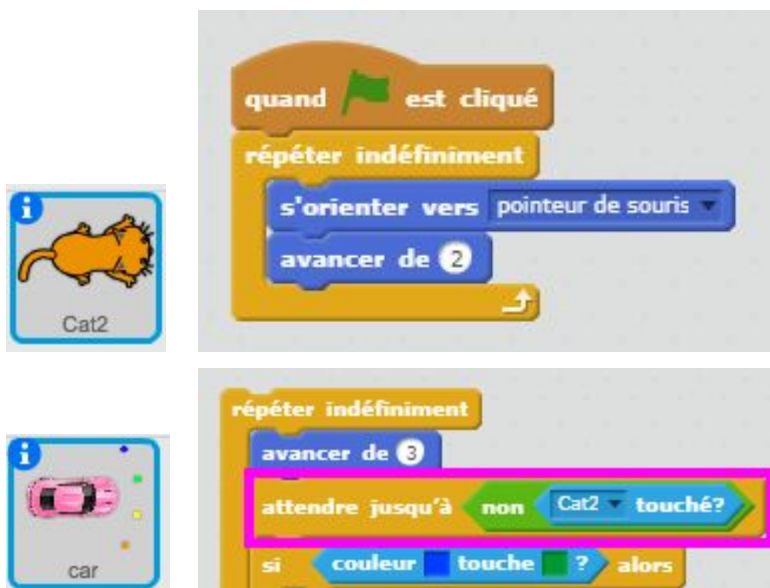 quand est cliqué
répéter indéfiniment
s'orienter vers pointeur de souris
avancer de 2
Cat2
répéter indéfiniment
avancer de 3
attendre jusqu'à non Cat2 touché?
si couleur touche ? alors
car